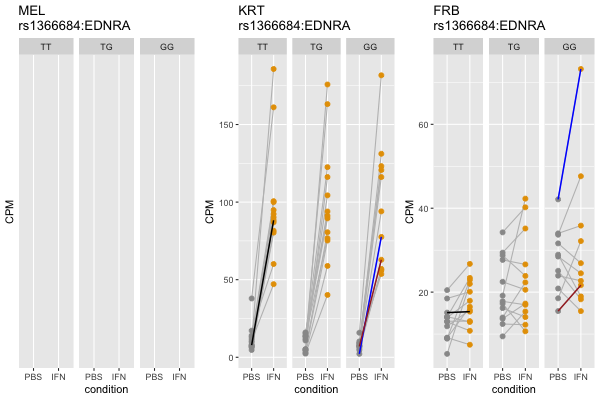 MEL
rs1366684:EDNRA
TT TG GG
CPM
PBS IFN PBS IFN PBS IFN
condition
KRT
rs1366684:EDNRA
TT TG GG
150
100
50
0
CPM
PBS IFN PBS IFN PBS IFN
condition
FRB
rs1366684:EDNRA
TT TG GG
60
40
20
CPM
PBS IFN PBS IFN PBS IFN
condition